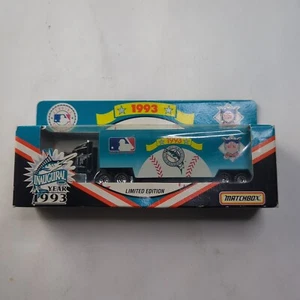 1993
1993
INAUGURAL
YEAR
1993
LIMITED EDITION
MATCHBOX